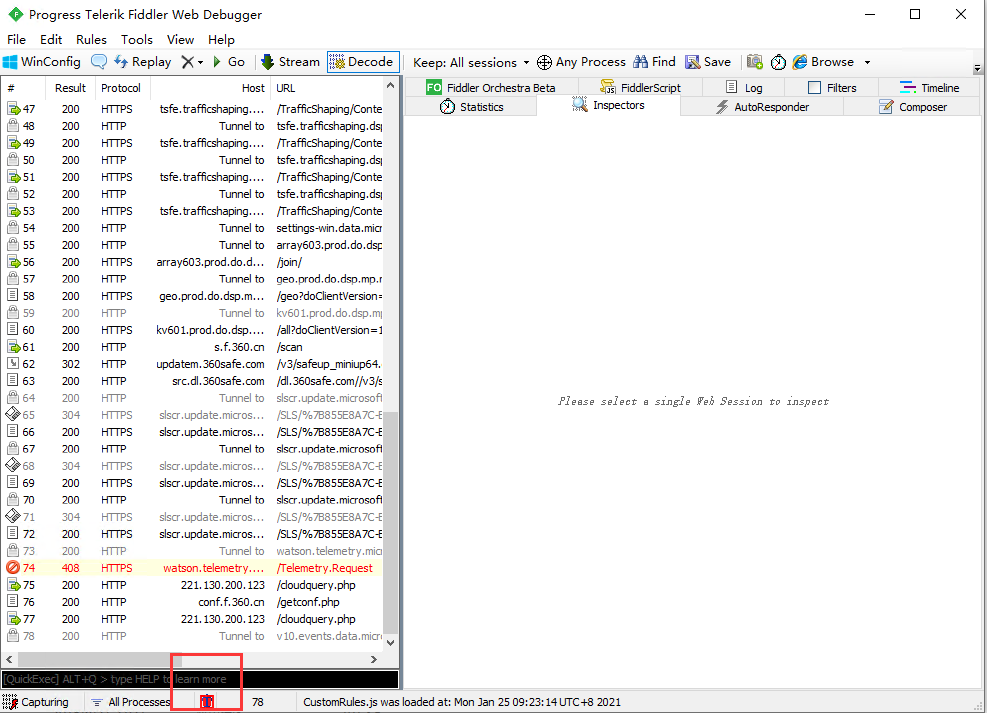 Progress Telerik Fiddler Web Debugger
File Edit Rules Tools View Help
WinConfig Replay Go Stream Decode Keep: All sessions Any Process Find Save Browse
# Result Protocol Host URL
47 200 HTTPS tsfe.trafficshaping.... /TrafficShaping/Conte
48 200 HTTP Tunnel to tsfe.trafficshaping.dsp
49 200 HTTPS tsfe.trafficshaping.... /TrafficShaping/Conte
50 200 HTTP Tunnel to tsfe.trafficshaping.dsp
51 200 HTTPS tsfe.trafficshaping.... /TrafficShaping/Conte
52 200 HTTP Tunnel to tsfe.trafficshaping.dsp
53 200 HTTPS tsfe.trafficshaping.... /TrafficShaping/Conte
54 200 HTTP Tunnel to settings-win.data.micr
55 200 HTTP Tunnel to array603.prod.do.dsp
56 200 HTTPS array603.prod.do.d... /join/
57 200 HTTP Tunnel to geo.prod.do.dsp.mp.m
58 200 HTTPS geo.prod.do.dsp.m... /geo?doClientVersion=
59 200 HTTP Tunnel to kv601.prod.do.dsp.mp
60 200 HTTPS kv601.prod.do.dsp.... /all?doClientVersion=1
61 200 HTTP s.f.360.cn /scan
62 302 HTTP updatem.360safe.com /v3/safeup_miniup64.
63 200 HTTP src.dl.360safe.com /dl.360safe.com//v3/s
64 200 HTTP Tunnel to slscr.update.microsoft
65 304 HTTPS slscr.update.micros... /SLS/%7B855E8A7C-E
66 200 HTTPS slscr.update.micros... /SLS/%7B855E8A7C-E
67 200 HTTP Tunnel to slscr.update.microsoft
68 304 HTTPS slscr.update.micros... /SLS/%7B855E8A7C-E
69 200 HTTPS slscr.update.micros... /SLS/%7B855E8A7C-E
70 200 HTTP Tunnel to slscr.update.microsoft
71 304 HTTPS slscr.update.micros... /SLS/%7B855E8A7C-E
72 200 HTTPS slscr.update.micros... /SLS/%7B855E8A7C-E
73 200 HTTP Tunnel to watson.telemetry.micr
74 408 HTTPS watson.telemetry.... /Telemetry.Request
75 200 HTTP 221.130.200.123 /cloudquery.php
76 200 HTTP conf.f.360.cn /getconf.php
77 200 HTTP 221.130.200.123 /cloudquery.php
78 200 HTTP Tunnel to v10.events.data.micr
FO Fiddler Orchestra Beta FiddlerScript Log Filters Timeline
Statistics Inspectors AutoResponder Composer
Please select a single Web Session to inspect
[QuickExec] ALT+Q > type HELP to learn more
Capturing All Processes 78 CustomRules.js was loaded at: Mon Jan 25 09:23:14 UTC+8 2021